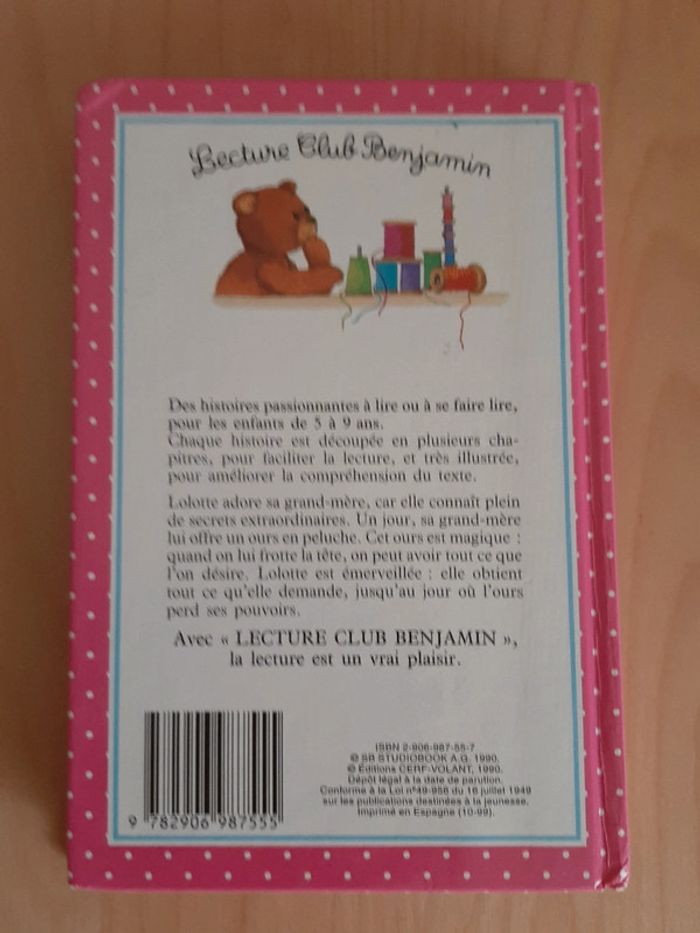 Lecture Club Benjamin
Des histoires passionnantes à lire ou à se faire lire,
pour les enfants de 5 à 9 ans.
Chaque histoire est découpée en plusieurs cha-
pitres, pour faciliter la lecture, et très illustrée,
pour améliorer la compréhension du texte.
Lolotte adore sa grand-mère, car elle connaît plein
de secrets extraordinaires. Un jour, sa grand-mère
lui offre un ours en peluche. Cet ours est magique :
quand on lui frotte la tête, on peut avoir tout ce que
l'on désire. Lolotte est émerveillée : elle obtient
tout ce qu'elle demande, jusqu'au jour où l'ours
perd ses pouvoirs.
Avec « LECTURE CLUB BENJAMIN »,
la lecture est un vrai plaisir.
ISBN 2-906-987-55-7
© SB STUDIOBOOK A.G. 1990.
© Éditions CERF-VOLANT, 1990.
Dépôt légal à la date de parution.
Conforme à la Loi n°49-956 du 16 juillet 1949
sur les publications destinées à la jeunesse.
Imprimé en Espagne (10-99).
9 782906 987555